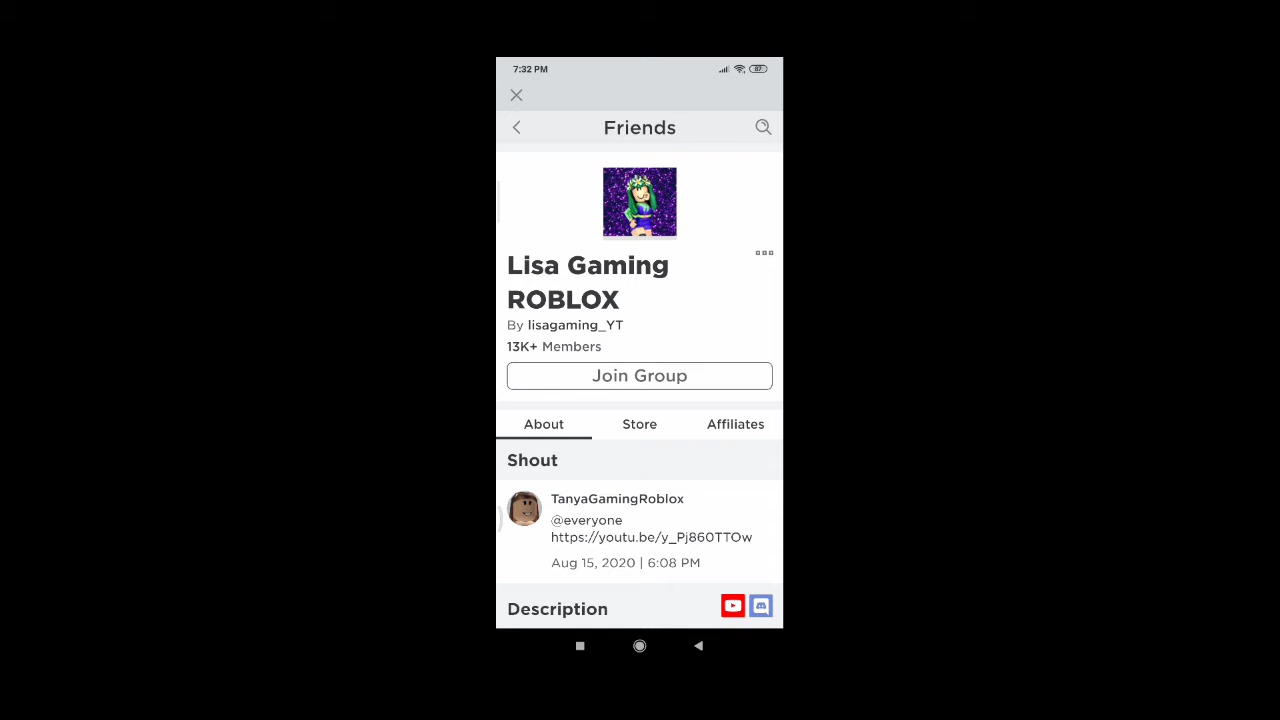 7:32 PM
87
Friends
Lisa Gaming
ROBLOX
By lisagaming_YT
13K+ Members
Join Group
About Store Affiliates
Shout
TanyaGamingRoblox
@everyone
https://youtu.be/y_Pj860TTOw
Aug 15, 2020 | 6:08 PM
Description